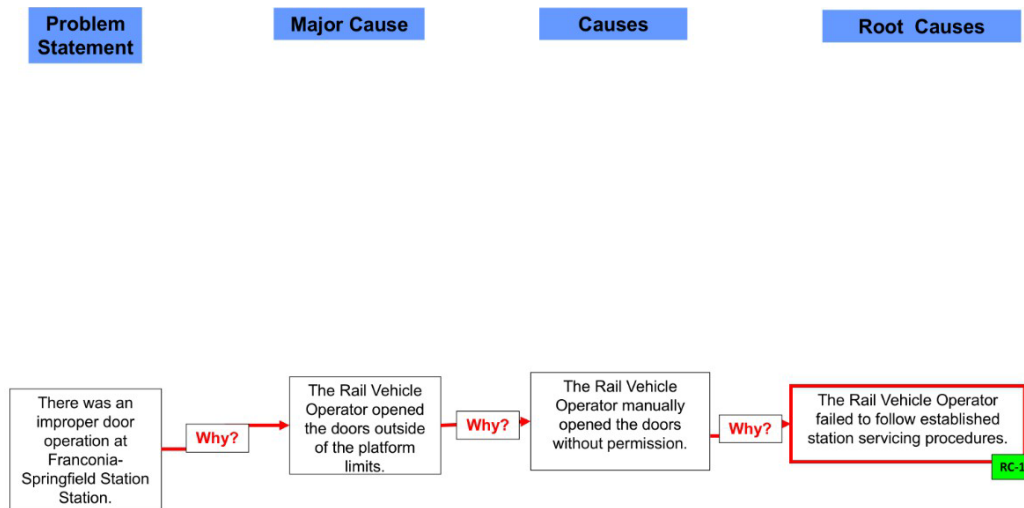 Problem
Statement
Major Cause
Causes
Root Causes
There was an
improper door
operation at
Franconia-
Springfield Station
Station.
Why?
The Rail Vehicle
Operator opened
the doors outside
of the platform
limits.
Why?
The Rail Vehicle
Operator manually
opened the doors
without permission.
Why?
The Rail Vehicle Operator
failed to follow established
station servicing procedures.
RC-1